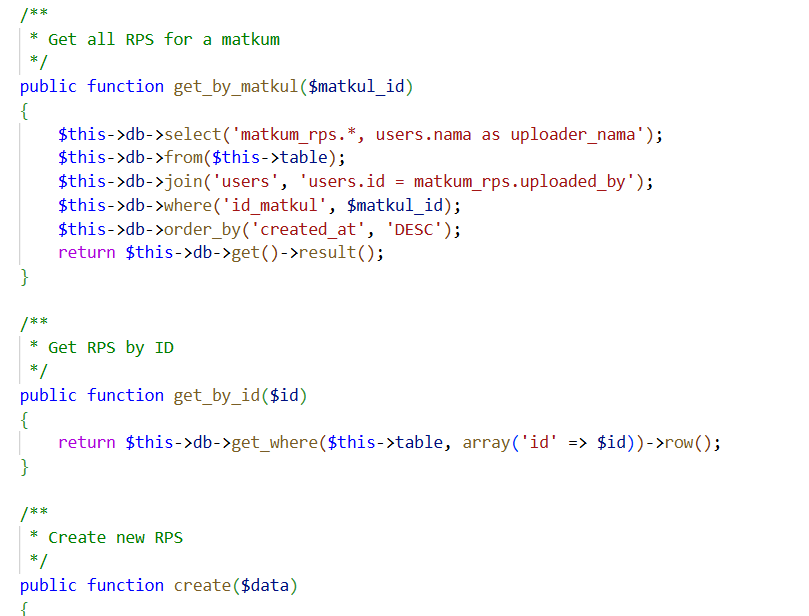 /**
 * Get all RPS for a matkum
 */
public function get_by_matkul($matkul_id)
{
    $this->db->select('matkum_rps.*, users.nama as uploader_nama');
    $this->db->from($this->table);
    $this->db->join('users', 'users.id = matkum_rps.uploaded_by');
    $this->db->where('id_matkul', $matkul_id);
    $this->db->order_by('created_at', 'DESC');
    return $this->db->get()->result();
}

/**
 * Get RPS by ID
 */
public function get_by_id($id)
{
    return $this->db->get_where($this->table, array('id' => $id))->row();
}

/**
 * Create new RPS
 */
public function create($data)
{